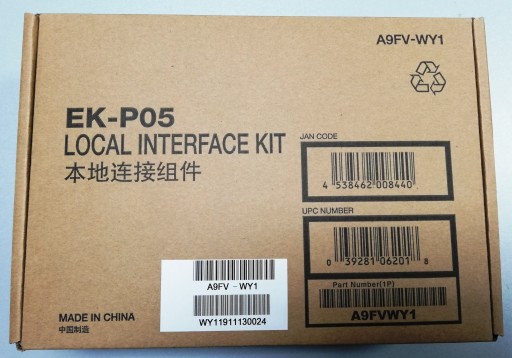 A9FV-WY1
EK-P05
LOCAL INTERFACE KIT
本地连接组件
JAN CODE
4 538462 008440
UPC NUMBER
0 39281 06201 8
Part Number(1P)
A9FVWY1
A9FV - WY1
WY11911130024
MADE IN CHINA
中国制造